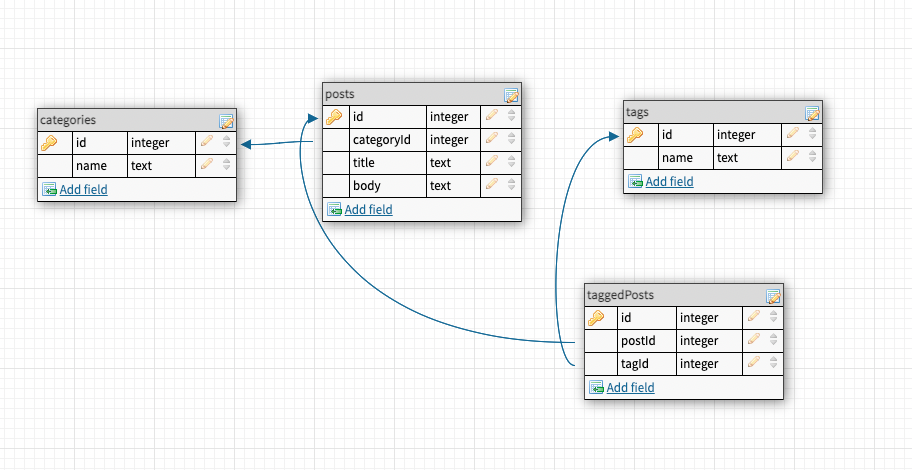 categories
id integer
name text
Add field
posts
id integer
categoryId integer
title text
body text
Add field
tags
id integer
name text
Add field
taggedPosts
id integer
postId integer
tagId integer
Add field